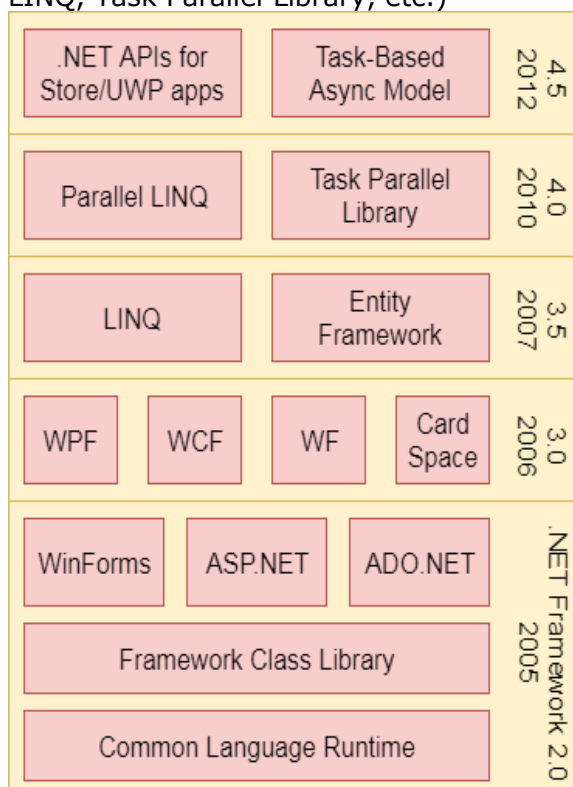 LINQ, Task Parallel Library, etc.)
.NET APIs for
Store/UWP apps
Task-Based
Async Model
4.5
2012
Parallel LINQ
Task Parallel
Library
4.0
2010
LINQ
Entity
Framework
3.5
2007
WPF
WCF
WF
Card
Space
3.0
2006
WinForms
ASP.NET
ADO.NET
.NET Framework 2.0
2005
Framework Class Library
Common Language Runtime